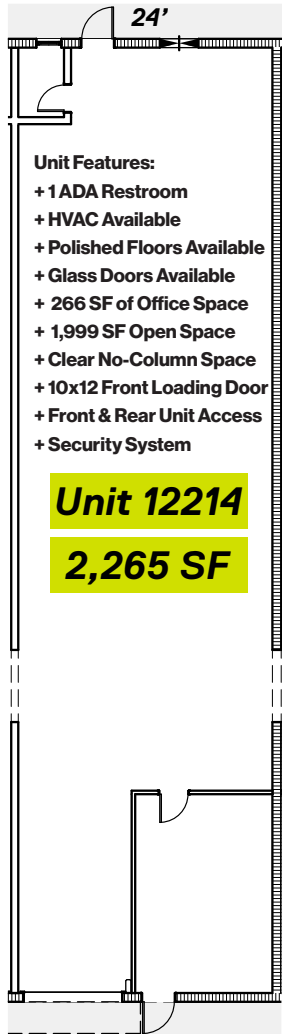 24’
Unit Features:
+ 1 ADA Restroom
+ HVAC Available
+ Polished Floors Available
+ Glass Doors Available
+ 266 SF of Office Space
+ 1,999 SF Open Space
+ Clear No-Column Space
+ 10x12 Front Loading Door
+ Front & Rear Unit Access
+ Security System
Unit 12214
2,265 SF